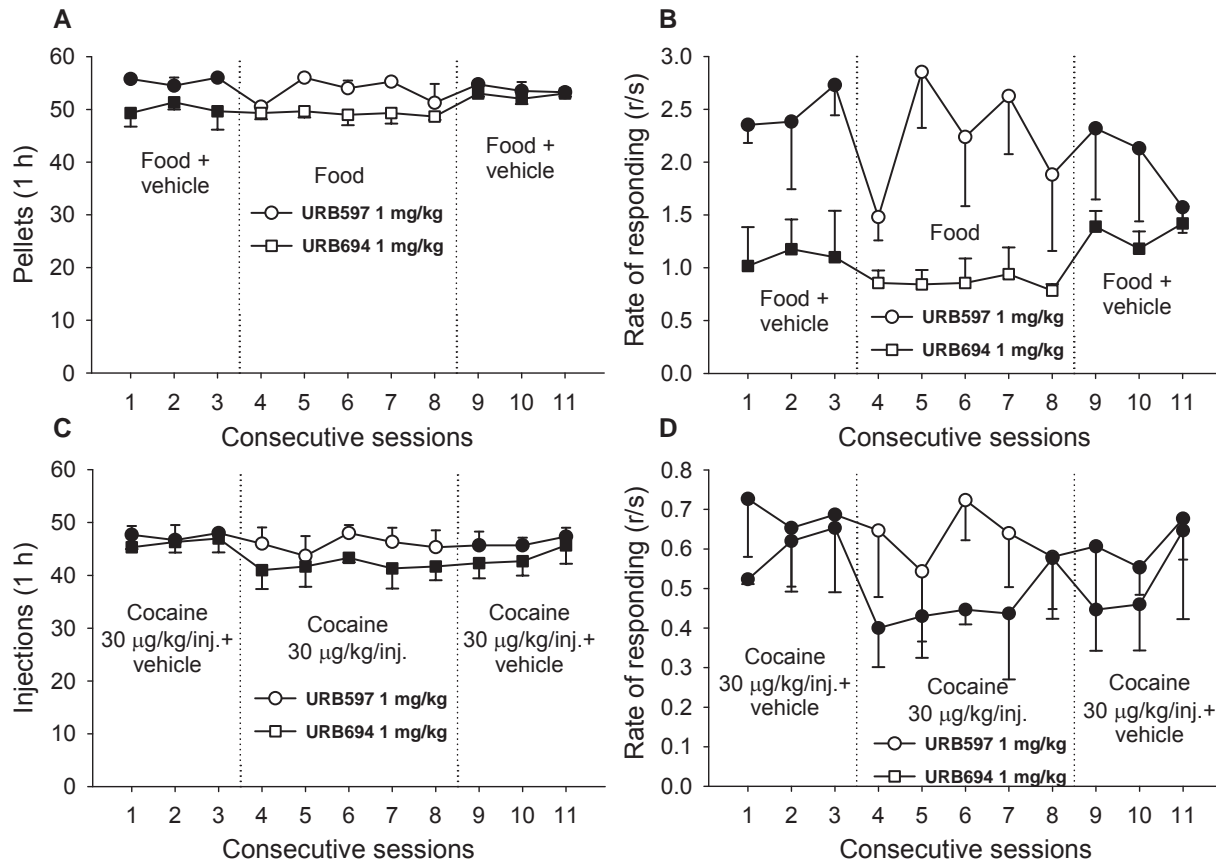 A
60
50
40
30
20
10
0
Pellets (1 h)
Food +
vehicle
Food
URB597 1 mg/kg
URB694 1 mg/kg
Food +
vehicle
1 2 3 4 5 6 7 8 9 10 11
Consecutive sessions
B
3.0
2.5
2.0
1.5
1.0
0.5
0.0
Rate of responding (r/s)
Food +
vehicle
Food
URB597 1 mg/kg
URB694 1 mg/kg
Food +
vehicle
1 2 3 4 5 6 7 8 9 10 11
Consecutive sessions
C
60
50
40
30
20
10
0
Injections (1 h)
Cocaine
30 µg/kg/inj.+
vehicle
Cocaine
30 µg/kg/inj.
URB597 1 mg/kg
URB694 1 mg/kg
Cocaine
30 µg/kg/inj.+
vehicle
1 2 3 4 5 6 7 8 9 10 11
Consecutive sessions
D
0.8
0.7
0.6
0.5
0.4
0.3
0.2
0.1
0.0
Rate of responding (r/s)
Cocaine
30 µg/kg/inj.+
vehicle
Cocaine
30 µg/kg/inj.
URB597 1 mg/kg
URB694 1 mg/kg
Cocaine
30 µg/kg/inj.+
vehicle
1 2 3 4 5 6 7 8 9 10 11
Consecutive sessions